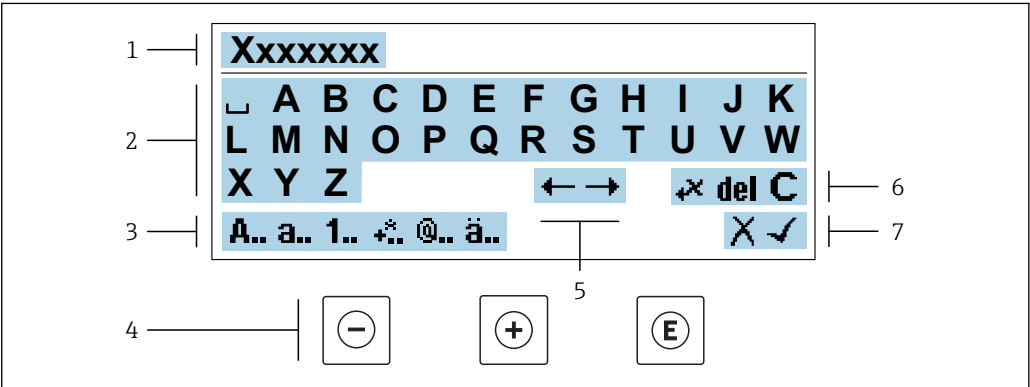 1 Xxxxxxx
2 ␣ A B C D E F G H I J K
L M N O P Q R S T U V W
X Y Z ← → +× del C 6
3 A.. a.. 1.. +×̈.. @.. ä.. X ✓ 7
5
4 − + E